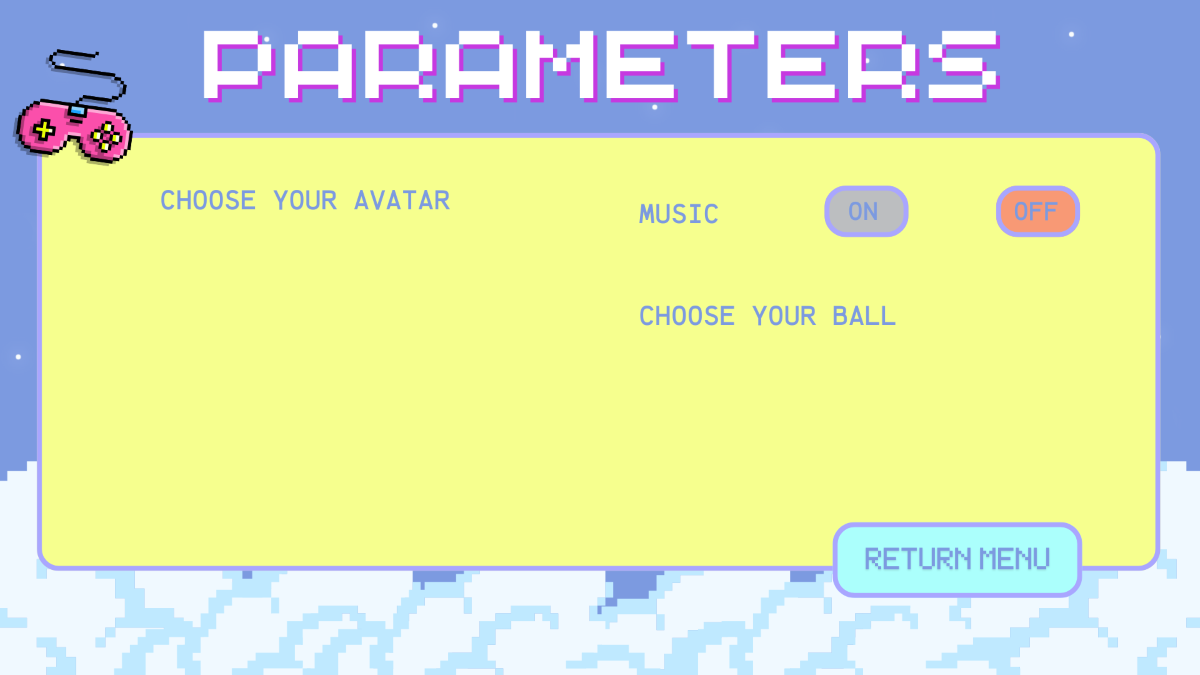 PARAMETERS
CHOOSE YOUR AVATAR
MUSIC ON OFF
CHOOSE YOUR BALL
RETURN MENU